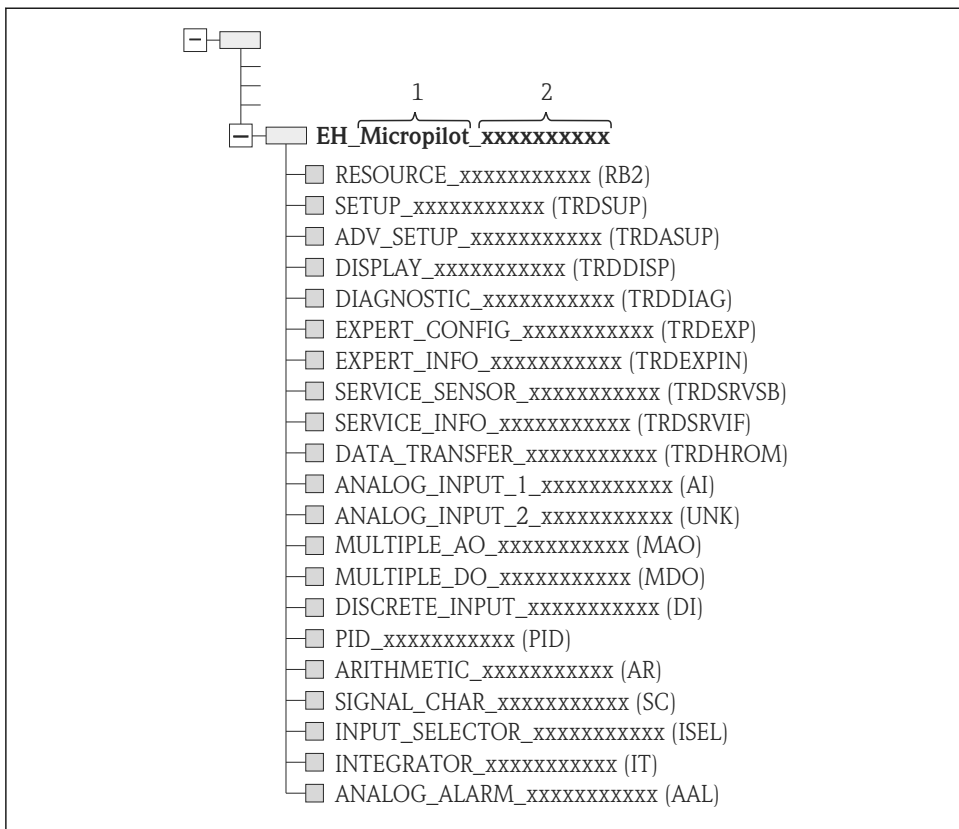 1 2
EH_Micropilot_xxxxxxxxxx
RESOURCE_xxxxxxxxxxx (RB2)
SETUP_xxxxxxxxxxx (TRDSUP)
ADV_SETUP_xxxxxxxxxxx (TRDASUP)
DISPLAY_xxxxxxxxxxx (TRDDISP)
DIAGNOSTIC_xxxxxxxxxxx (TRDDIAG)
EXPERT_CONFIG_xxxxxxxxxxx (TRDEXP)
EXPERT_INFO_xxxxxxxxxxx (TRDEXPIN)
SERVICE_SENSOR_xxxxxxxxxxx (TRDSRVSB)
SERVICE_INFO_xxxxxxxxxxx (TRDSRVIF)
DATA_TRANSFER_xxxxxxxxxxx (TRDHROM)
ANALOG_INPUT_1_xxxxxxxxxxx (AI)
ANALOG_INPUT_2_xxxxxxxxxxx (UNK)
MULTIPLE_AO_xxxxxxxxxxx (MAO)
MULTIPLE_DO_xxxxxxxxxxx (MDO)
DISCRETE_INPUT_xxxxxxxxxxx (DI)
PID_xxxxxxxxxxx (PID)
ARITHMETIC_xxxxxxxxxxx (AR)
SIGNAL_CHAR_xxxxxxxxxxx (SC)
INPUT_SELECTOR_xxxxxxxxxxx (ISEL)
INTEGRATOR_xxxxxxxxxxx (IT)
ANALOG_ALARM_xxxxxxxxxxx (AAL)